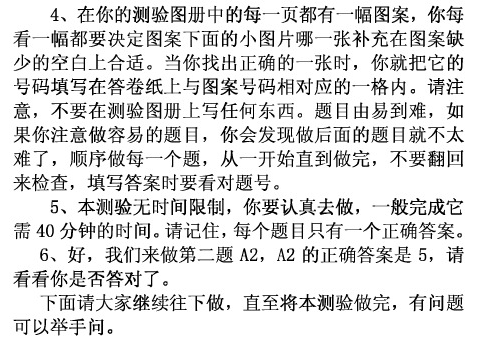 4、在你的测验图册中的每一页都有一幅图案，你每
看一幅都要决定图案下面的小图片哪一张补充在图案缺
少的空白上合适。当你找出正确的一张时，你就把它的
号码填写在答卷纸上与图案号码相对应的一格内。请注
意，不要在测验图册上写任何东西。题目由易到难，如
果你注意做容易的题目，你会发现做后面的题目就不太
难了，顺序做每一个题，从一开始直到做完，不要翻回
来检查，填写答案时要看对题号。
5、本测验无时间限制，你要认真去做，一般完成它
需 40 分钟的时间。请记住，每个题目只有一个正确答案。
6、好，我们来做第二题 A2，A2 的正确答案是 5，请
看看你是否答对了。
下面请大家继续往下做，直至将本测验做完，有问题
可以举手问。